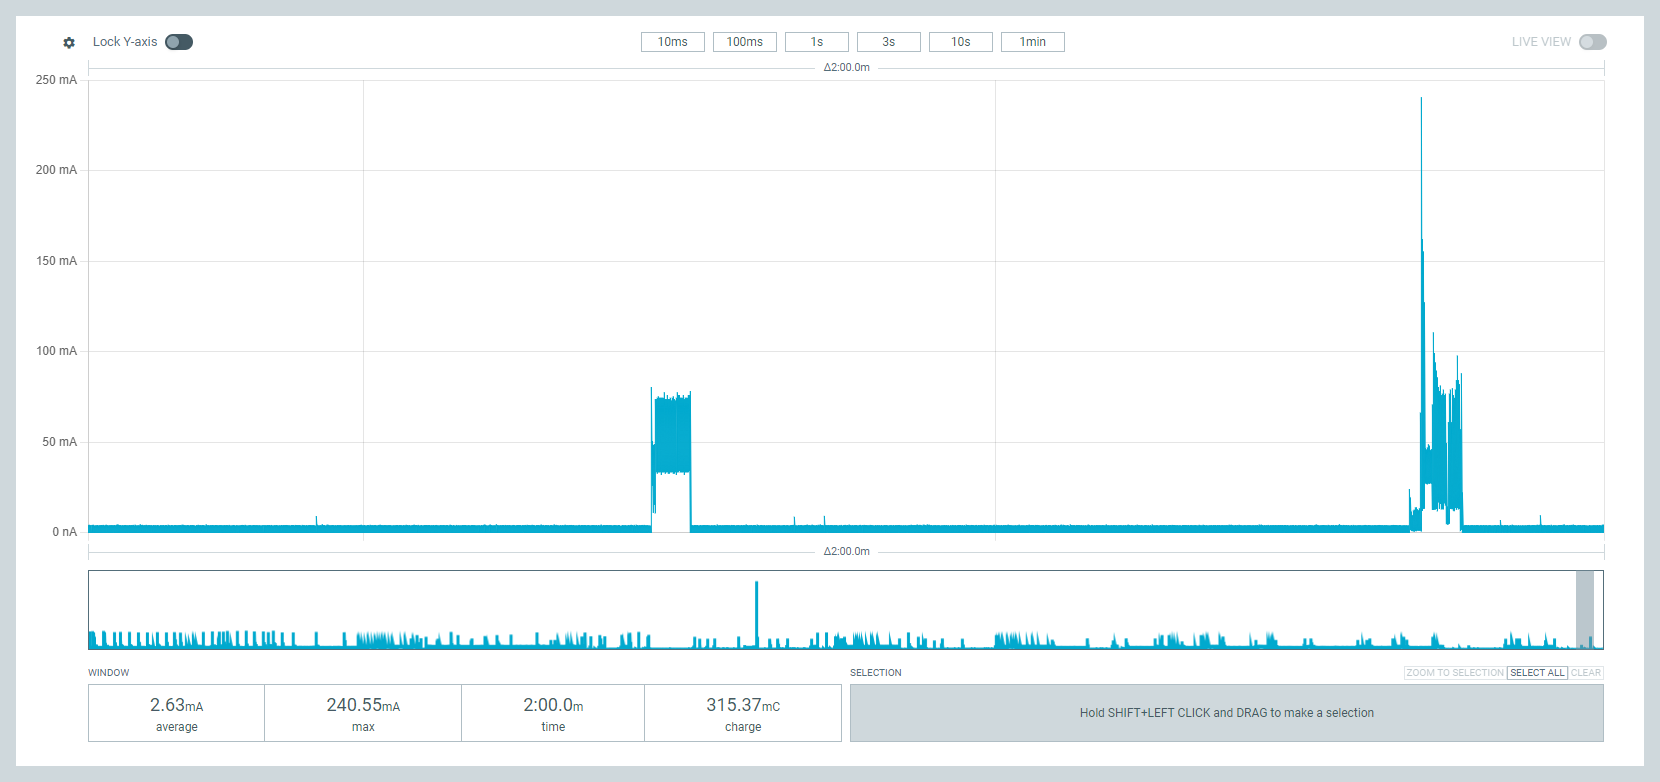 Lock Y-axis
10ms 100ms 1s 3s 10s 1min
LIVE VIEW
Δ2:00.0m
250 mA
200 mA
150 mA
100 mA
50 mA
0 nA
Δ2:00.0m
WINDOW
2.63mA
average
240.55mA
max
2:00.0m
time
315.37mC
charge
SELECTION
ZOOM TO SELECTION SELECT ALL CLEAR
Hold SHIFT+LEFT CLICK and DRAG to make a selection